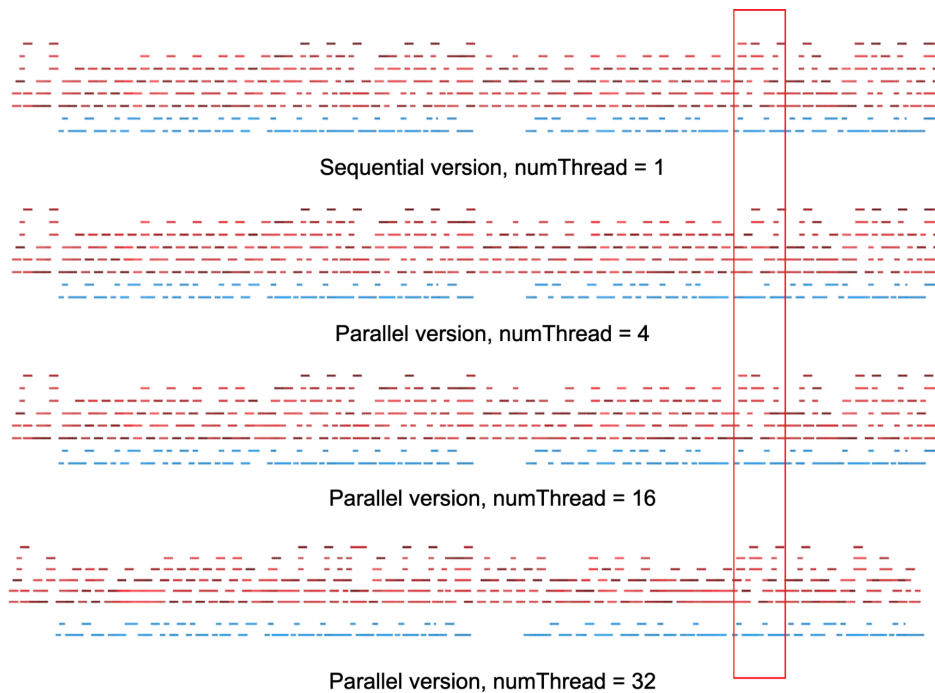 Sequential version, numThread = 1
Parallel version, numThread = 4
Parallel version, numThread = 16
Parallel version, numThread = 32